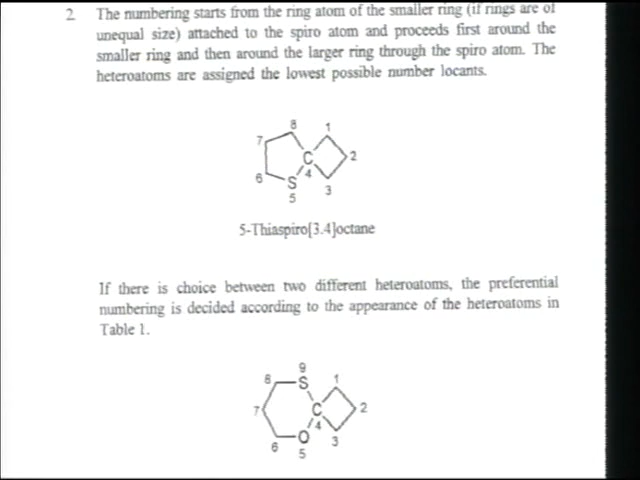 2. The numbering starts from the ring atom of the smaller ring (if rings are of
unequal size) attached to the spiro atom and proceeds first around the
smaller ring and then around the larger ring through the spiro atom. The
heteroatoms are assigned the lowest possible number locants.
8 1
7
C 2
6 S 4
5 3
5-Thiaspiro[3.4]octane
If there is choice between two different heteroatoms, the preferential
numbering is decided according to the appearance of the heteroatoms in
Table 1.
9
8 S 1
7 C 2
4
6 O 3
5